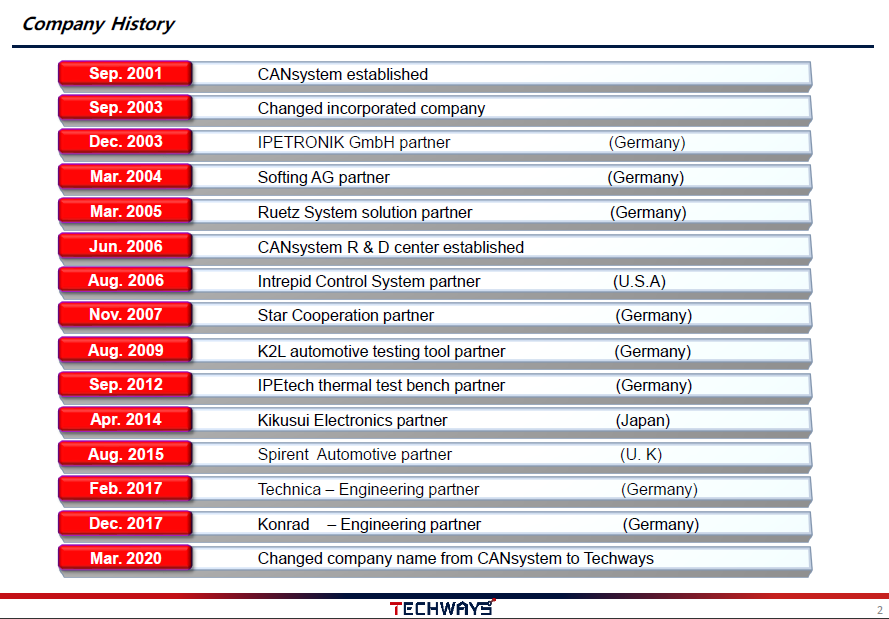 Company History
Sep. 2001 CANsystem established
Sep. 2003 Changed incorporated company
Dec. 2003 IPETRONIK GmbH partner (Germany)
Mar. 2004 Softing AG partner (Germany)
Mar. 2005 Ruetz System solution partner (Germany)
Jun. 2006 CANsystem R & D center established
Aug. 2006 Intrepid Control System partner (U.S.A)
Nov. 2007 Star Cooperation partner (Germany)
Aug. 2009 K2L automotive testing tool partner (Germany)
Sep. 2012 IPEtech thermal test bench partner (Germany)
Apr. 2014 Kikusui Electronics partner (Japan)
Aug. 2015 Spirent Automotive partner (U. K)
Feb. 2017 Technica – Engineering partner (Germany)
Dec. 2017 Konrad – Engineering partner (Germany)
Mar. 2020 Changed company name from CANsystem to Techways
TECHWAYS
2